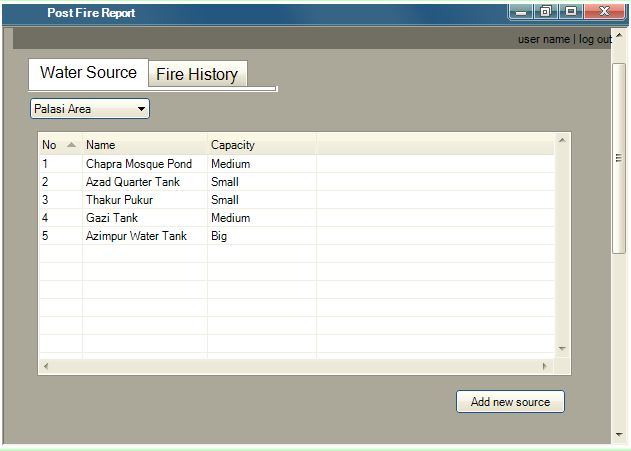 Post Fire Report
user name | log out
Water Source Fire History
Palasi Area
No Name Capacity
1 Chapra Mosque Pond Medium
2 Azad Quarter Tank Small
3 Thakur Pukur Small
4 Gazi Tank Medium
5 Azimpur Water Tank Big
Add new source